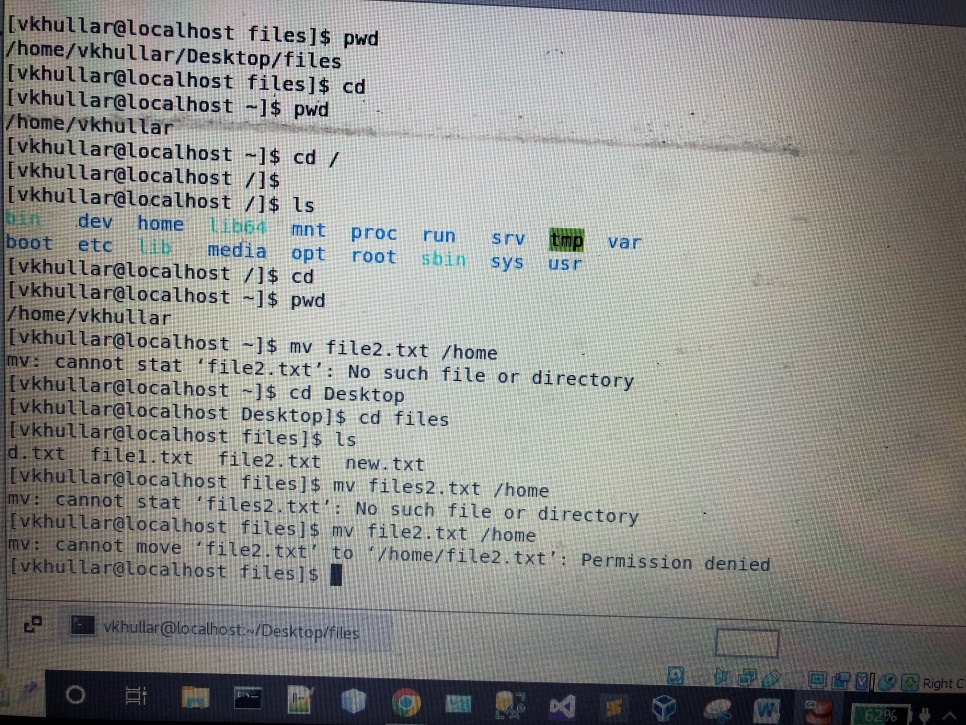 [vkhullar@localhost files]$ pwd
/home/vkhullar/Desktop/files
[vkhullar@localhost files]$ cd
[vkhullar@localhost ~]$ pwd
/home/vkhullar
[vkhullar@localhost ~]$ cd /
[vkhullar@localhost /]$
[vkhullar@localhost /]$ ls
bin dev home lib64 mnt proc run srv tmp var
boot etc lib media opt root sbin sys usr
[vkhullar@localhost /]$ cd
[vkhullar@localhost ~]$ pwd
/home/vkhullar
[vkhullar@localhost ~]$ mv file2.txt /home
mv: cannot stat ‘file2.txt’: No such file or directory
[vkhullar@localhost ~]$ cd Desktop
[vkhullar@localhost Desktop]$ cd files
[vkhullar@localhost files]$ ls
d.txt file1.txt file2.txt new.txt
[vkhullar@localhost files]$ mv files2.txt /home
mv: cannot stat ‘files2.txt’: No such file or directory
[vkhullar@localhost files]$ mv file2.txt /home
mv: cannot move ‘file2.txt’ to ‘/home/file2.txt’: Permission denied
[vkhullar@localhost files]$
vkhullar@localhost:~/Desktop/files
Right C
62%